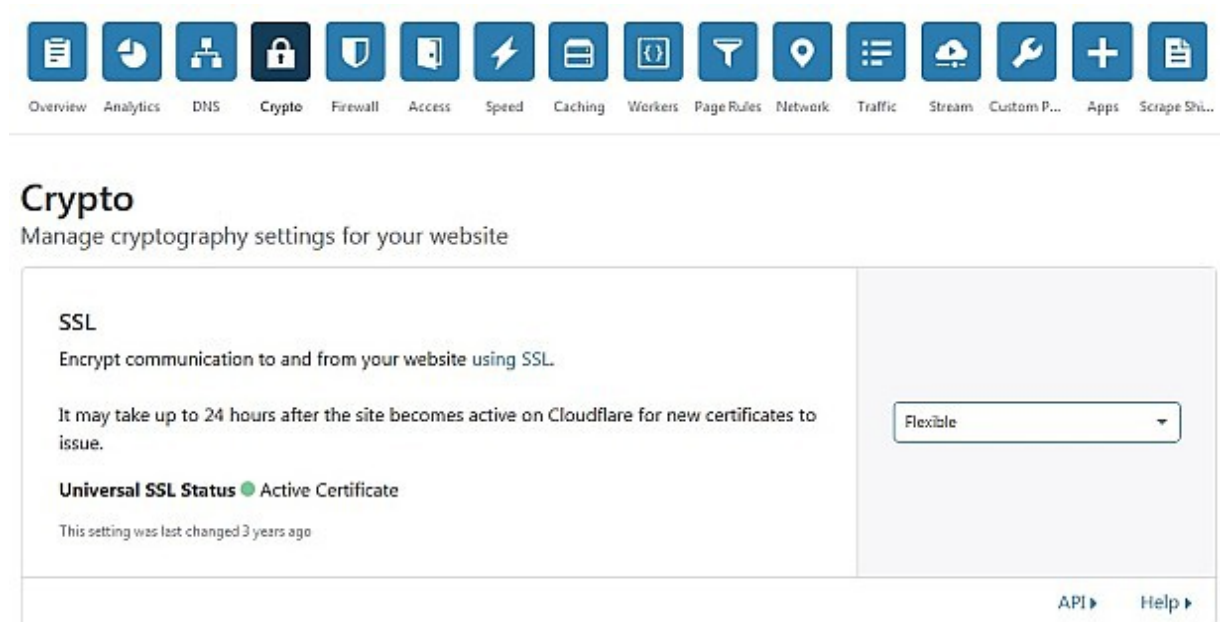 Overview Analytics DNS Crypto Firewall Access Speed Caching Workers Page Rules Network Traffic Stream Custom P... Apps Scrape Shi...
Crypto
Manage cryptography settings for your website
SSL
Encrypt communication to and from your website using SSL.
It may take up to 24 hours after the site becomes active on Cloudflare for new certificates to
issue.
Flexible
Universal SSL Status Active Certificate
This setting was last changed 3 years ago
API Help